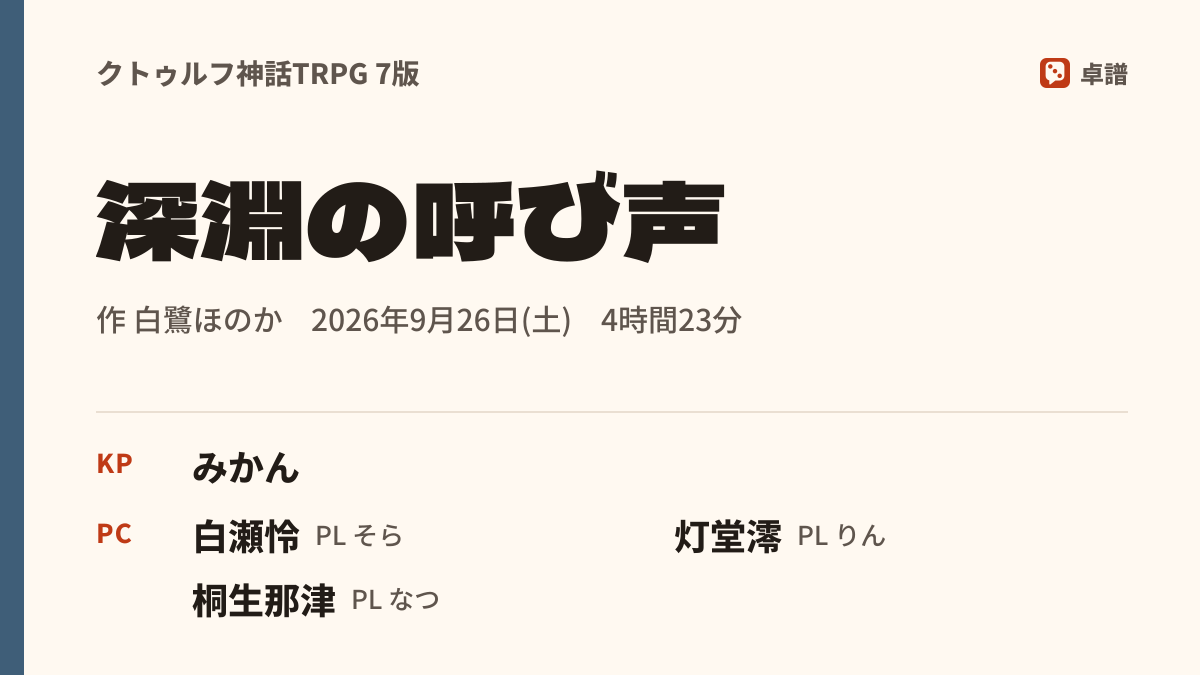 クトゥルフ神話TRPG 7版
卓譜
深淵の呼び声
作 白鷺ほのか　2026年9月26日(土)　4時間23分
KP みかん
PC 白瀬怜 PL そら　灯堂澪 PL りん
桐生那津 PL なつ